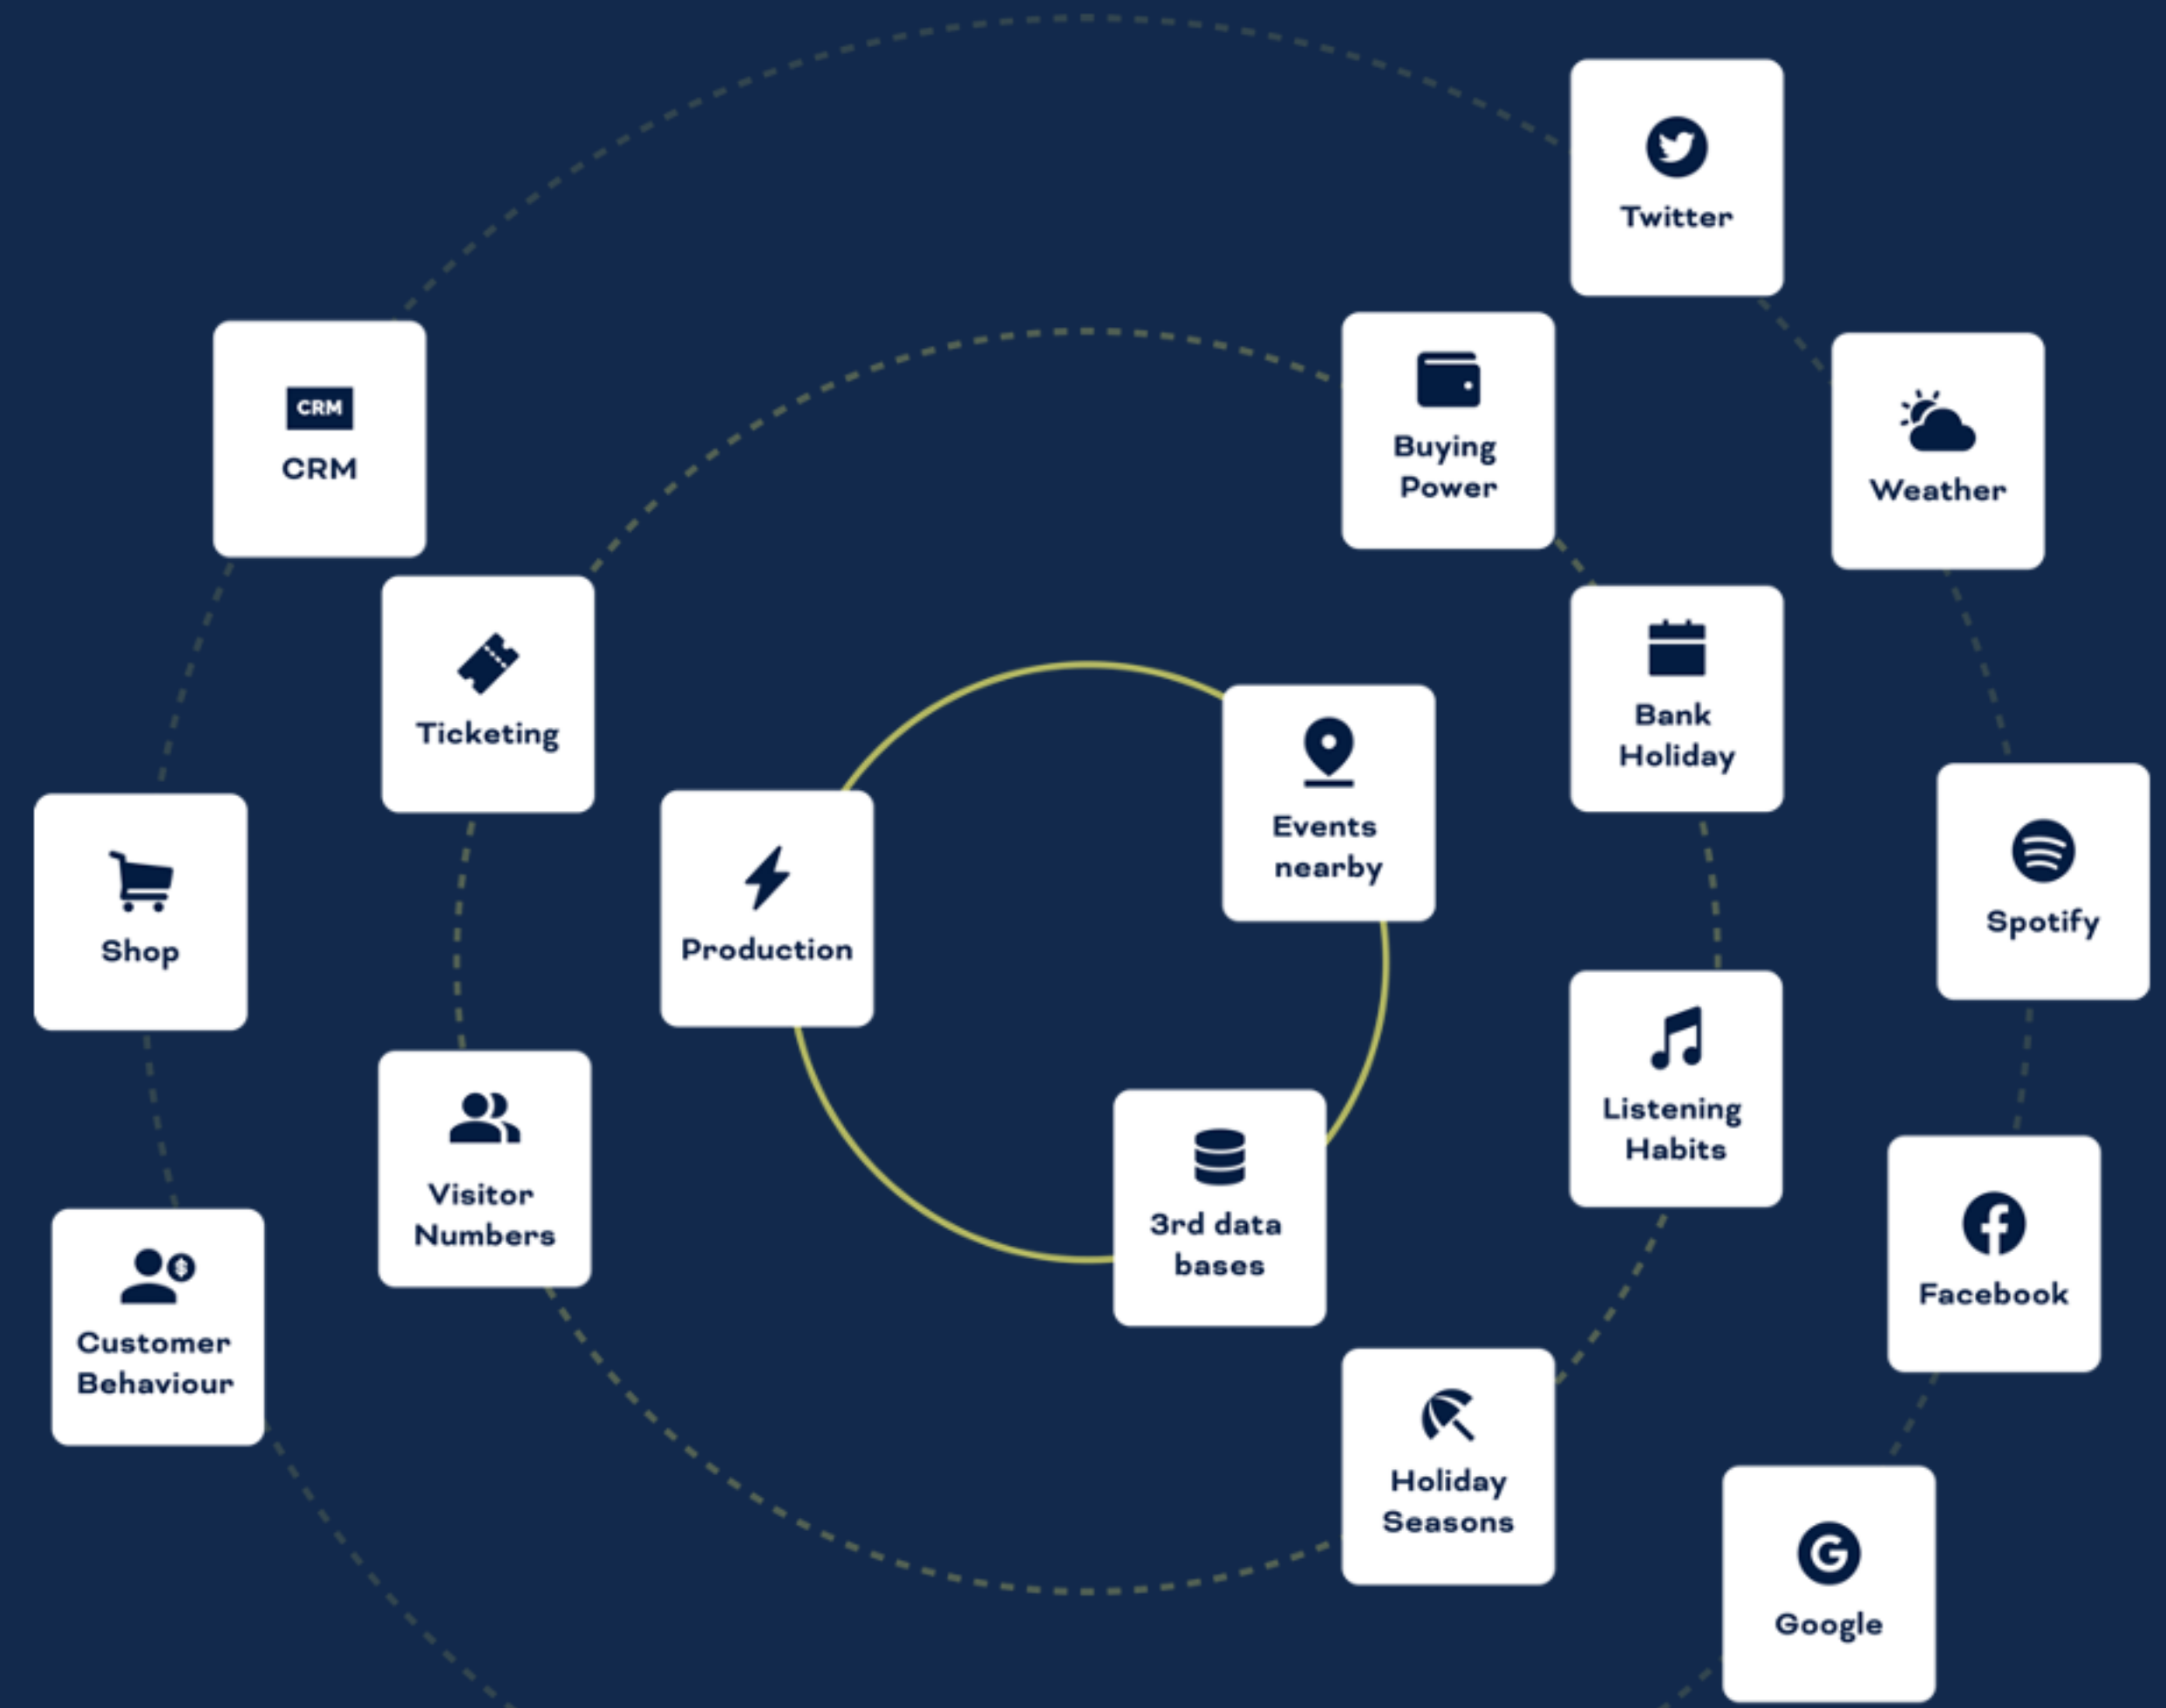 Twitter
Buying
Power
CRM
CRM
Weather
Ticketing
Bank
Holiday
Events
nearby
Shop
Production
Spotify
Listening
Habits
Visitor
Numbers
3rd data
bases
Facebook
Customer
Behaviour
Holiday
Seasons
Google